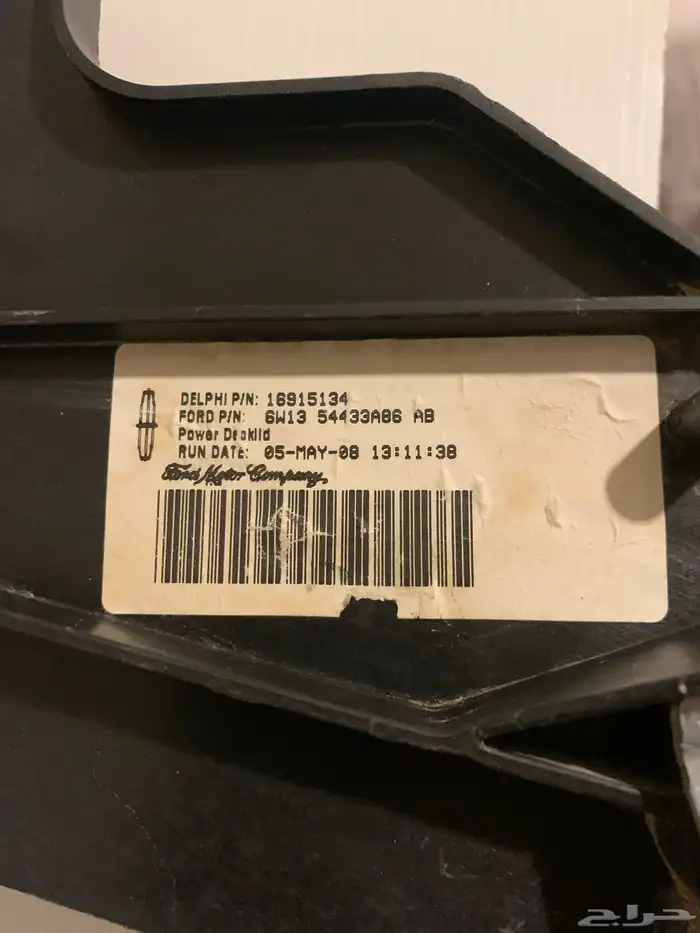 DELPHI P/N: 16915134
FORD P/N: 6W13 54433A86 AB
Power Decklid
RUN DATE: 05-MAY-08 13:11:38
Ford Motor Company,
حراج